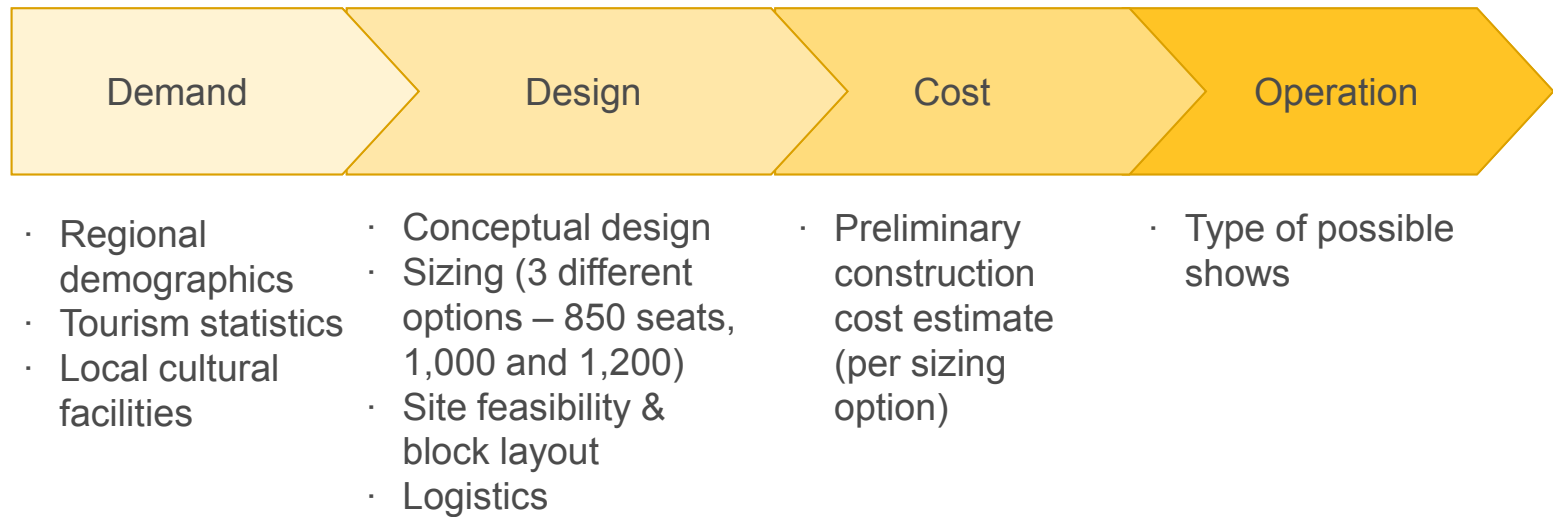 Demand
Design
Cost
Operation
· Regional
demographics
· Tourism statistics
· Local cultural
facilities
· Conceptual design
· Sizing (3 different
options – 850 seats,
1,000 and 1,200)
· Site feasibility &
block layout
· Logistics
· Preliminary
construction
cost estimate
(per sizing
option)
· Type of possible
shows